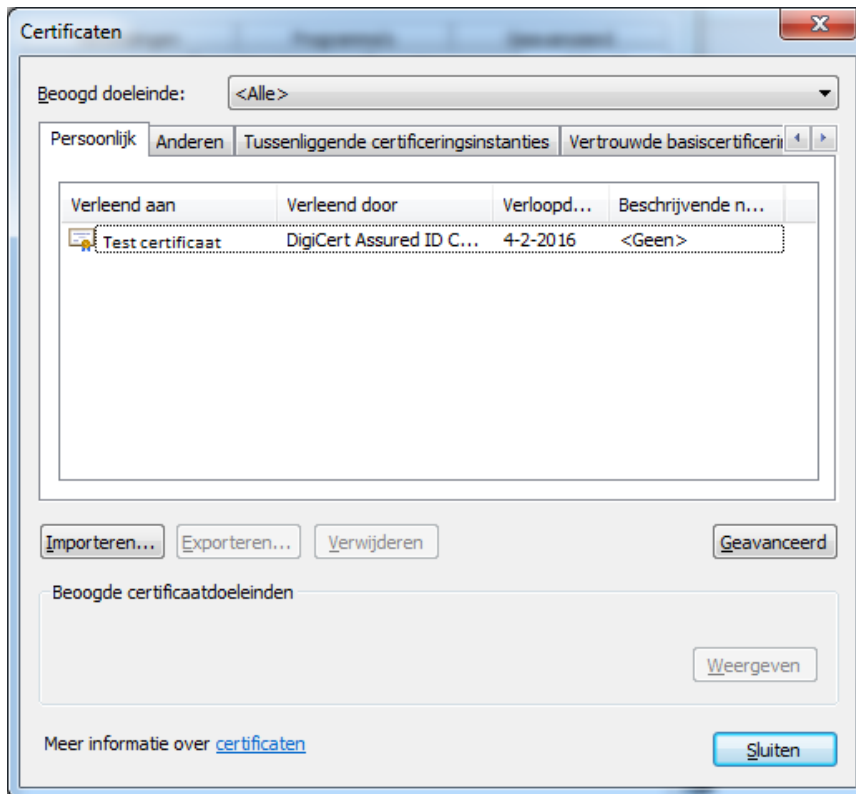 Certificaten
Beoogd doeleinde: <Alle>
Persoonlijk Anderen Tussenliggende certificeringsinstanties Vertrouwde basiscertificerin
Verleend aan Verleend door Verloopd... Beschrijvende n...
Test certificaat DigiCert Assured ID C... 4-2-2016 <Geen>
Importeren... Exporteren... Verwijderen Geavanceerd
Beoogde certificaatdoeleinden
Weergeven
Meer informatie over certificaten
Sluiten